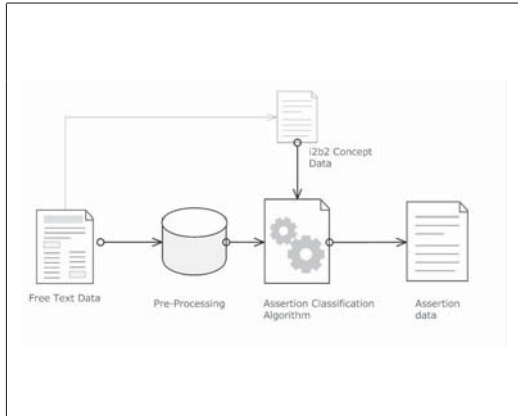 i2b2 Concept
Data
Free Text Data
Pre-Processing
Assertion Classification
Algorithm
Assertion
data